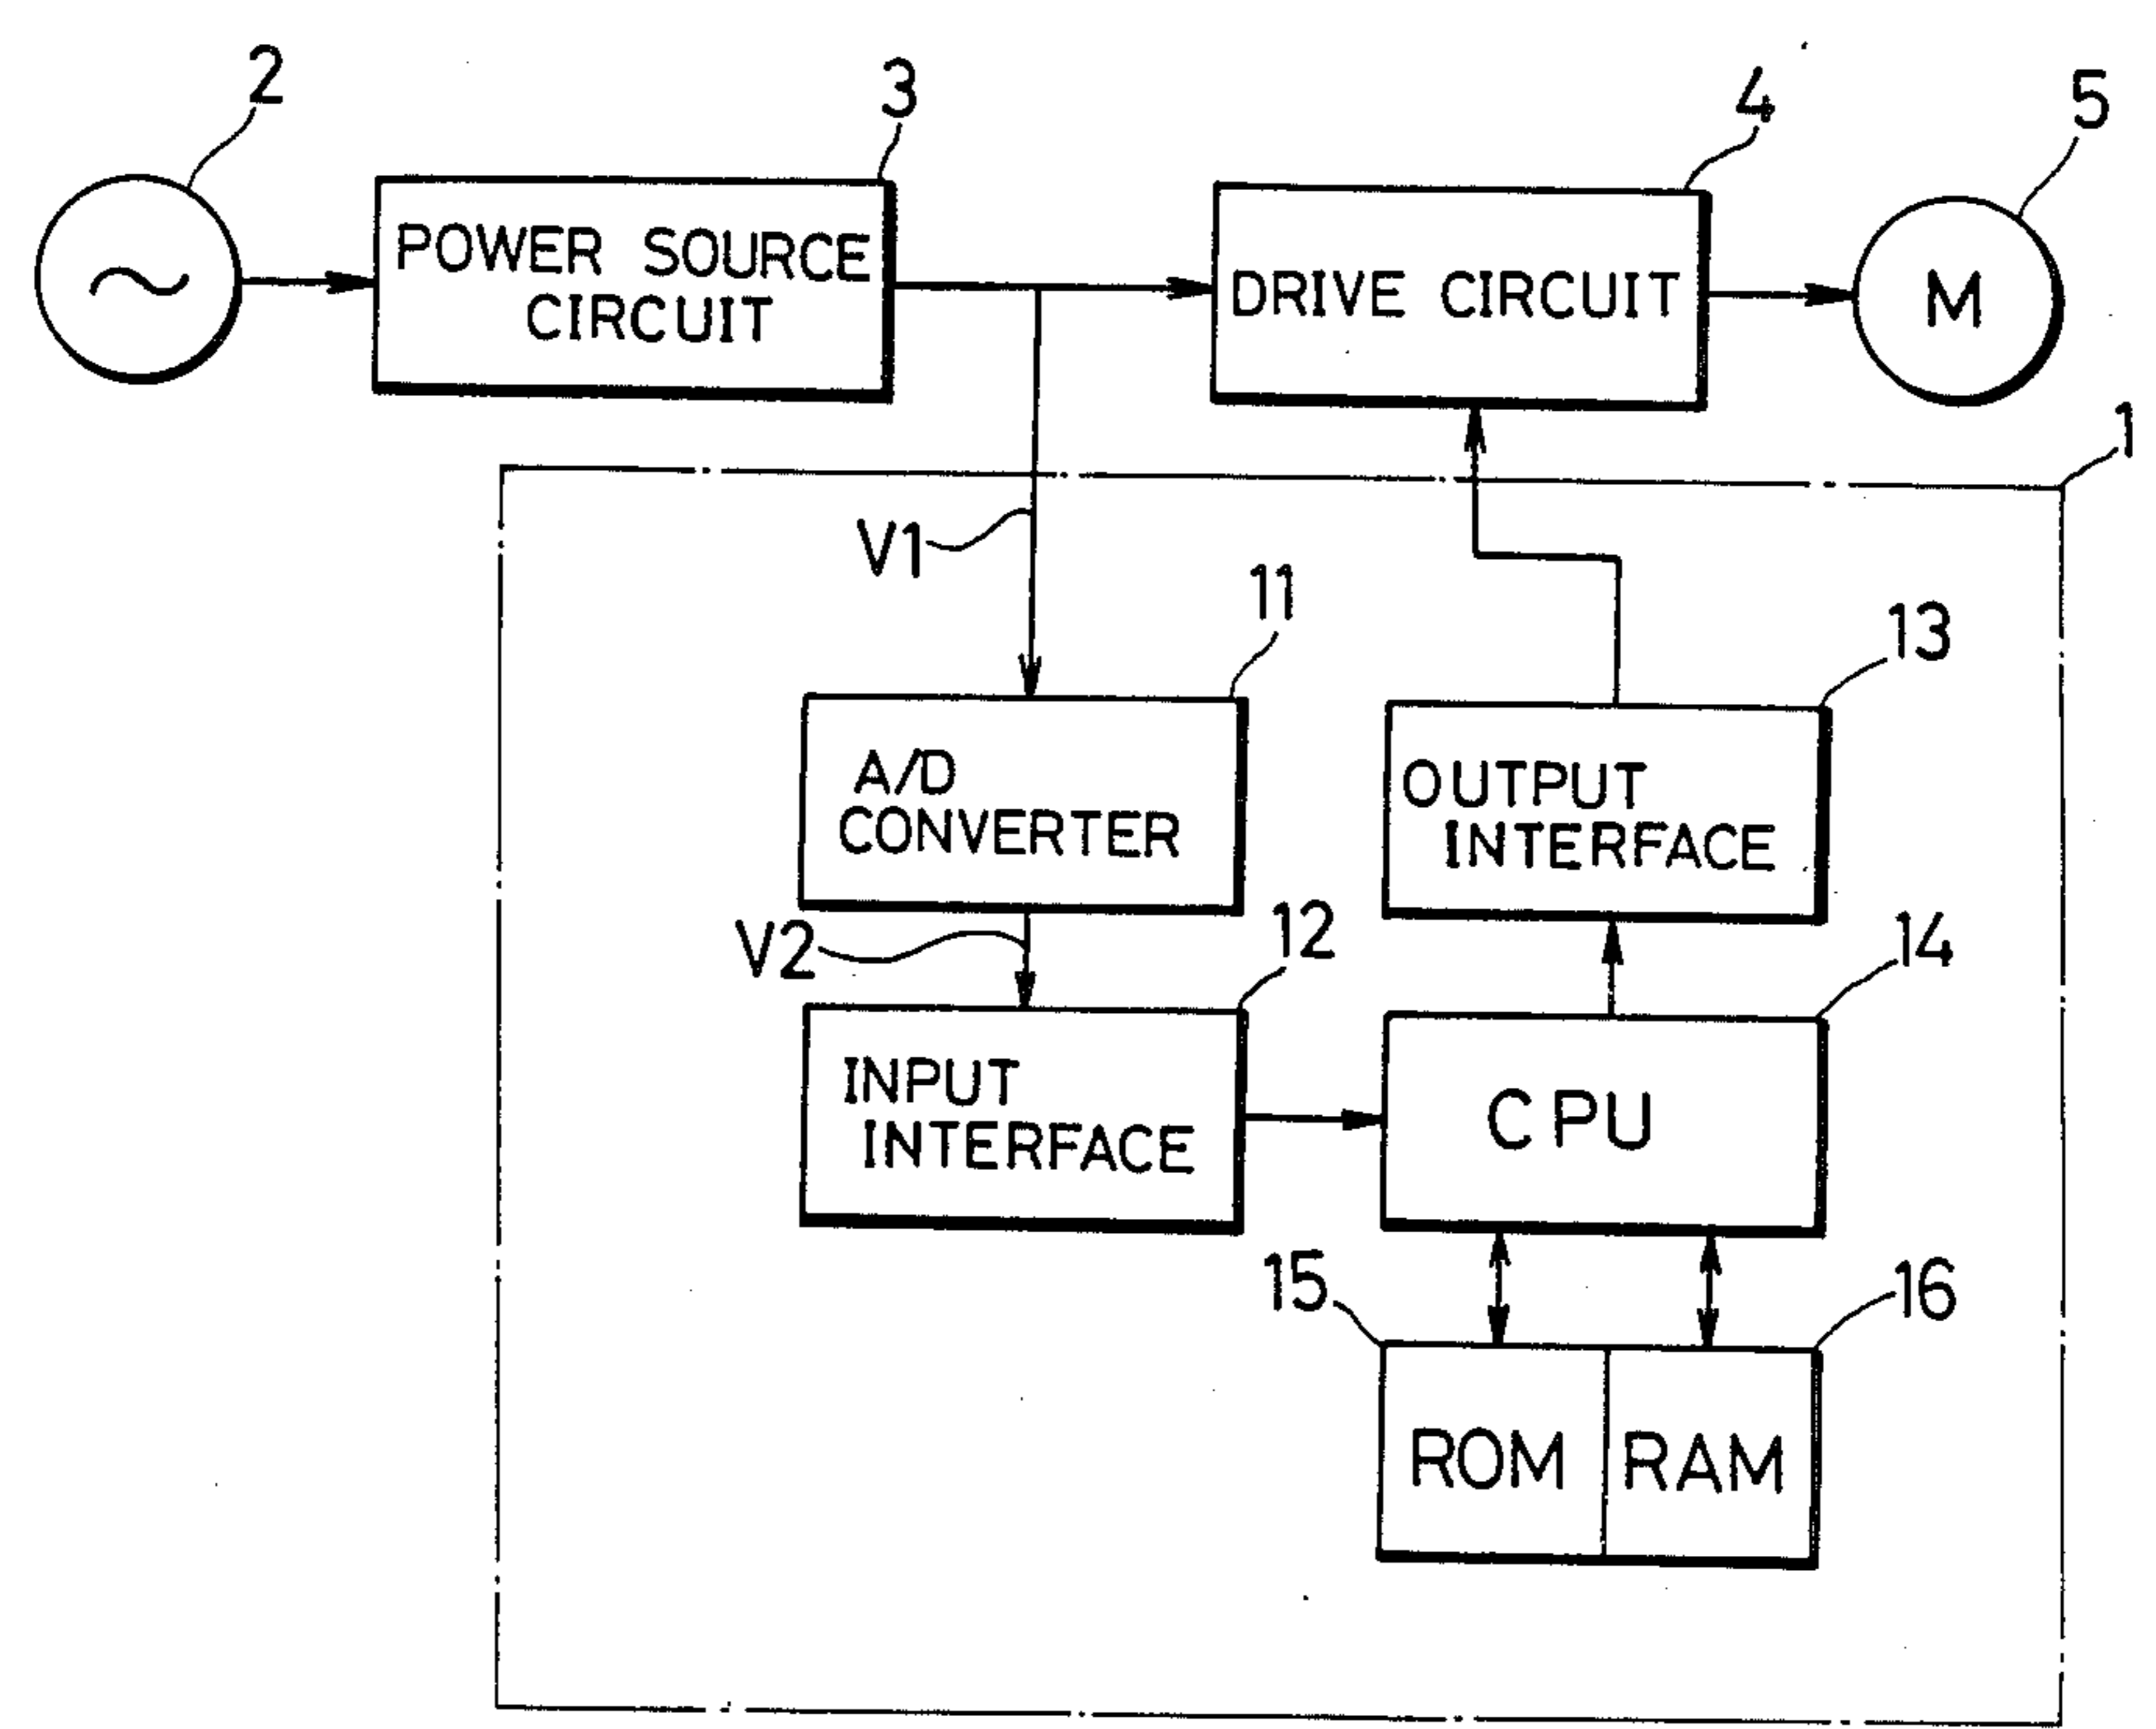 2
3
4
5
POWER SOURCE
CIRCUIT
DRIVE CIRCUIT
M
1
V1
11
13
A/D
CONVERTER
OUTPUT
INTERFACE
V2
12
14
INPUT
INTERFACE
CPU
15
16
ROM
RAM